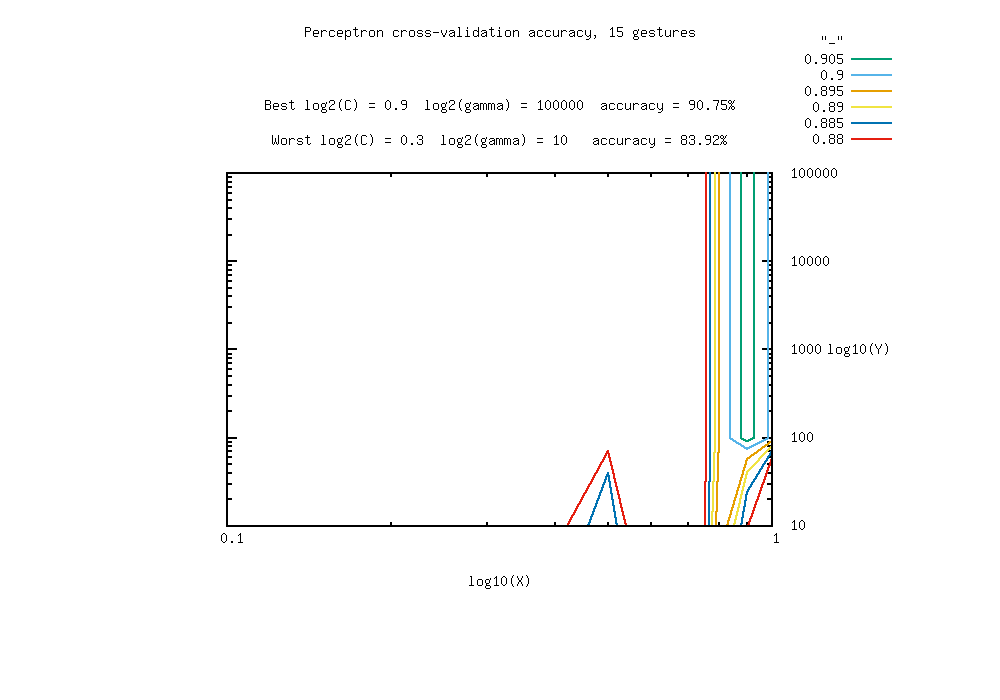 Perceptron cross-validation accuracy, 15 gestures
"_"
0.905
0.9
0.895
0.89
0.885
0.88
Best log2(C) = 0.9  log2(gamma) = 100000  accuracy = 90.75%
Worst log2(C) = 0.3  log2(gamma) = 10   accuracy = 83.92%
100000
10000
1000 log10(Y)
100
10
0.1 1
log10(X)